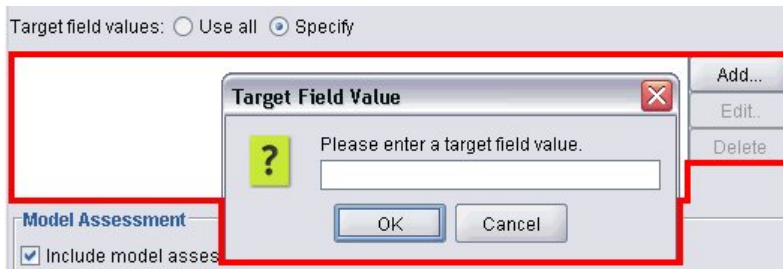 Target field values: Use all Specify
Add...
Target Field Value
Edit..
Please enter a target field value.
Delete
?
OK Cancel
Model Assessment
Include model asses